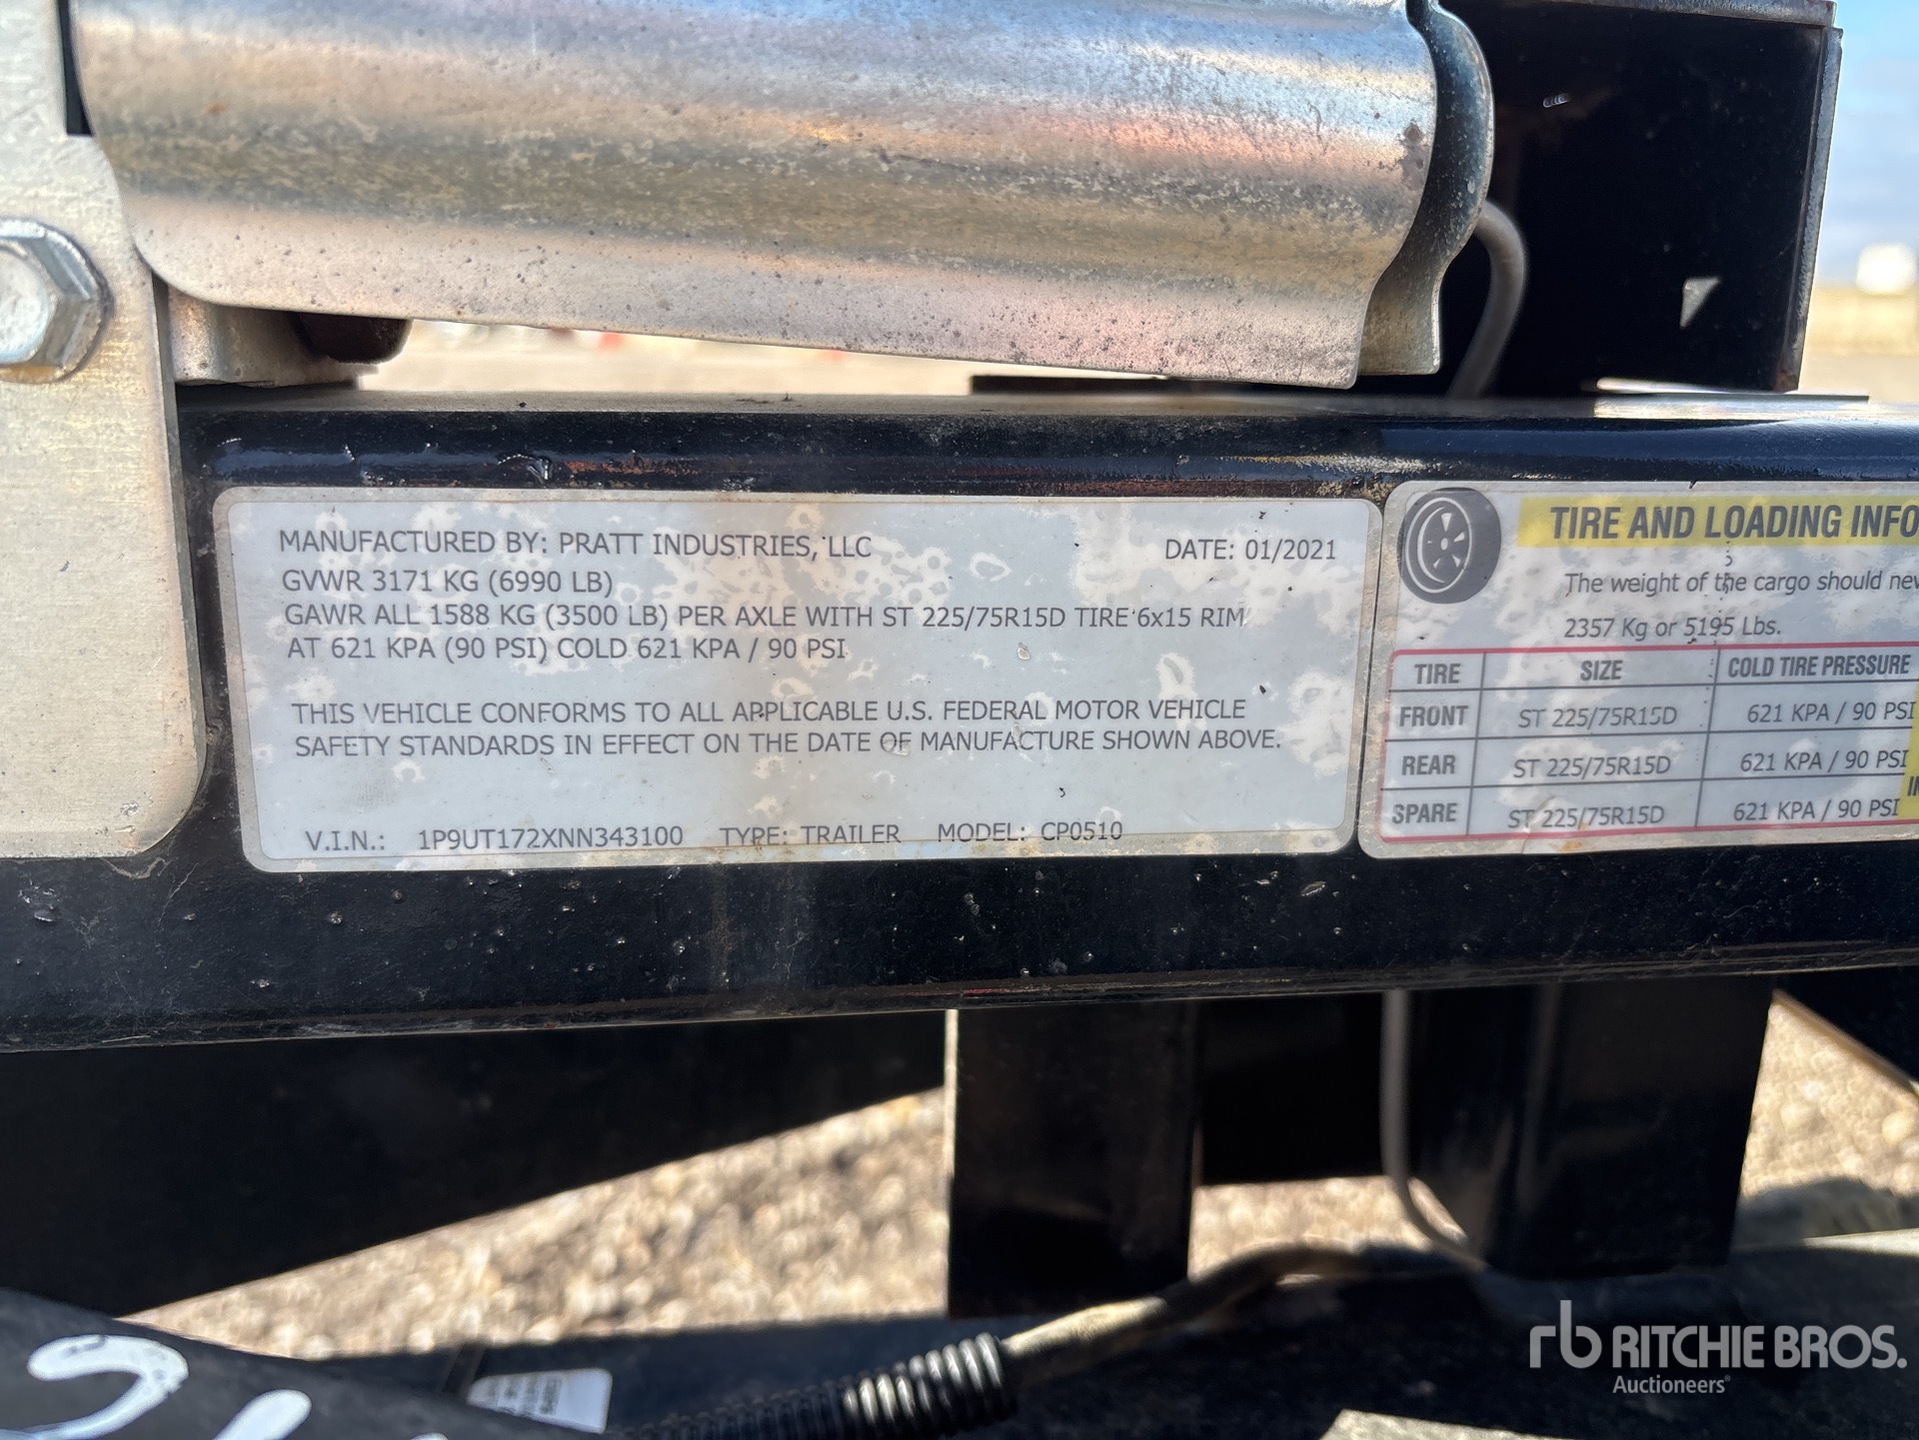 MANUFACTURED BY: PRATT INDUSTRIES, LLC DATE: 01/2021
GVWR 3171 KG (6990 LB)
GAWR ALL 1588 KG (3500 LB) PER AXLE WITH ST 225/75R15D TIRE 6x15 RIM
AT 621 KPA (90 PSI) COLD 621 KPA / 90 PSI
THIS VEHICLE CONFORMS TO ALL APPLICABLE U.S. FEDERAL MOTOR VEHICLE
SAFETY STANDARDS IN EFFECT ON THE DATE OF MANUFACTURE SHOWN ABOVE.
V.I.N.: 1P9UT172XNN343100 TYPE: TRAILER MODEL: CP0510
TIRE AND LOADING INFO
The weight of the cargo should nev
2357 Kg or 5195 Lbs.
TIRE SIZE COLD TIRE PRESSURE
FRONT ST 225/75R15D 621 KPA / 90 PSI
REAR ST 225/75R15D 621 KPA / 90 PSI
SPARE ST 225/75R15D 621 KPA / 90 PSI
rb RITCHIE BROS.
Auctioneers